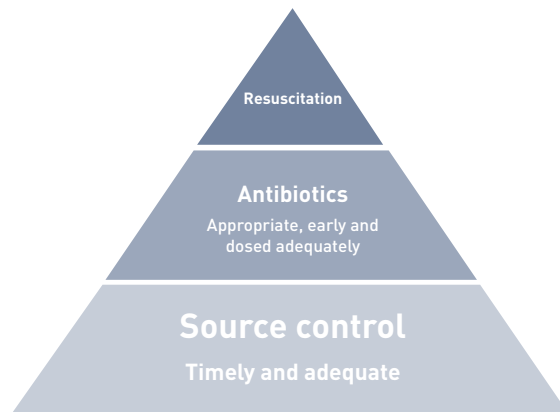 Resuscitation
Antibiotics
Appropriate, early and
dosed adequately
Source control
Timely and adequate